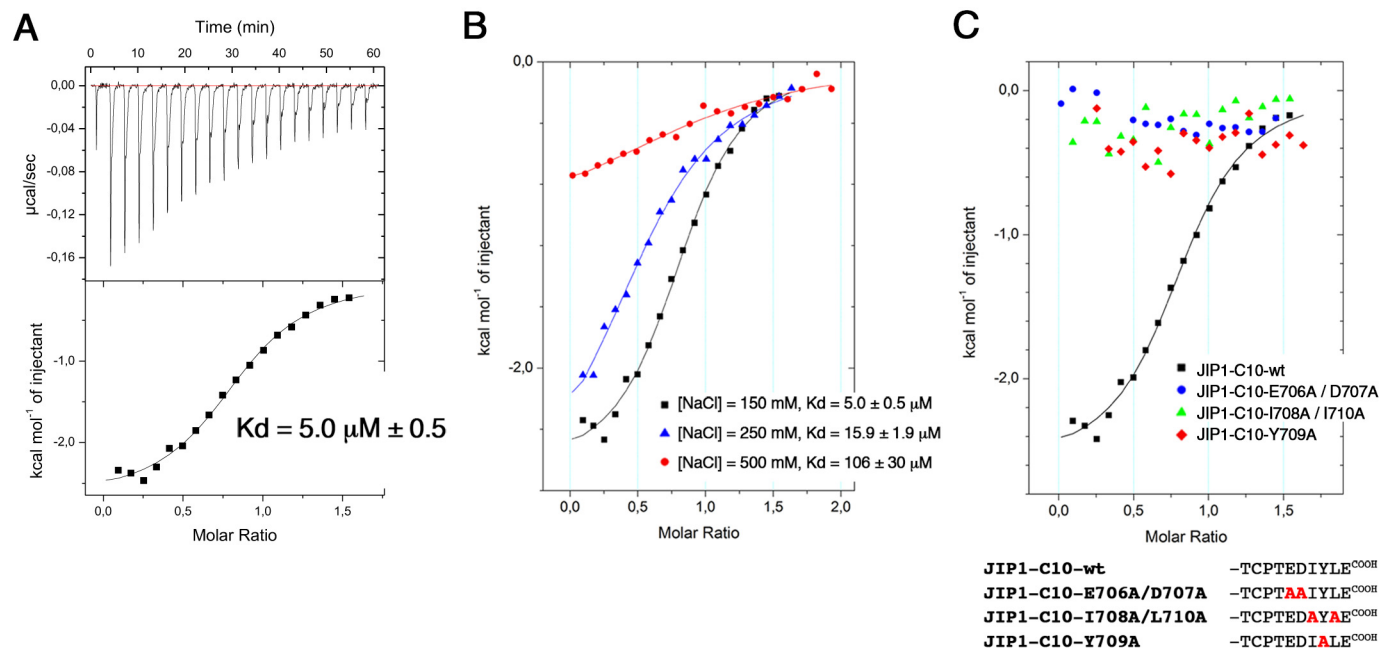 A
Time (min)
0 10 20 30 40 50 60
0,00
-0,04
-0,08
-0,12
-0,16
µcal/sec
-1,0
-2,0
kcal mol-1 of injectant
Kd = 5.0 µM ± 0.5
0,0 0,5 1,0 1,5
Molar Ratio
B
0,0
-2,0
kcal mol-1 of injectant
[NaCl] = 150 mM, Kd = 5.0 ± 0.5 µM
[NaCl] = 250 mM, Kd = 15.9 ± 1.9 µM
[NaCl] = 500 mM, Kd = 106 ± 30 µM
0,0 0,5 1,0 1,5 2,0
Molar Ratio
C
0,0
-1,0
-2,0
kcal mol-1 of injectant
JIP1-C10-wt
JIP1-C10-E706A / D707A
JIP1-C10-I708A / I710A
JIP1-C10-Y709A
0,0 0,5 1,0 1,5
Molar Ratio
JIP1-C10-wt -TCPTEDIYLECOOH
JIP1-C10-E706A/D707A -TCPTAAIYLECOOH
JIP1-C10-I708A/L710A -TCPTEDAYAECOOH
JIP1-C10-Y709A -TCPTEDIALECOOH